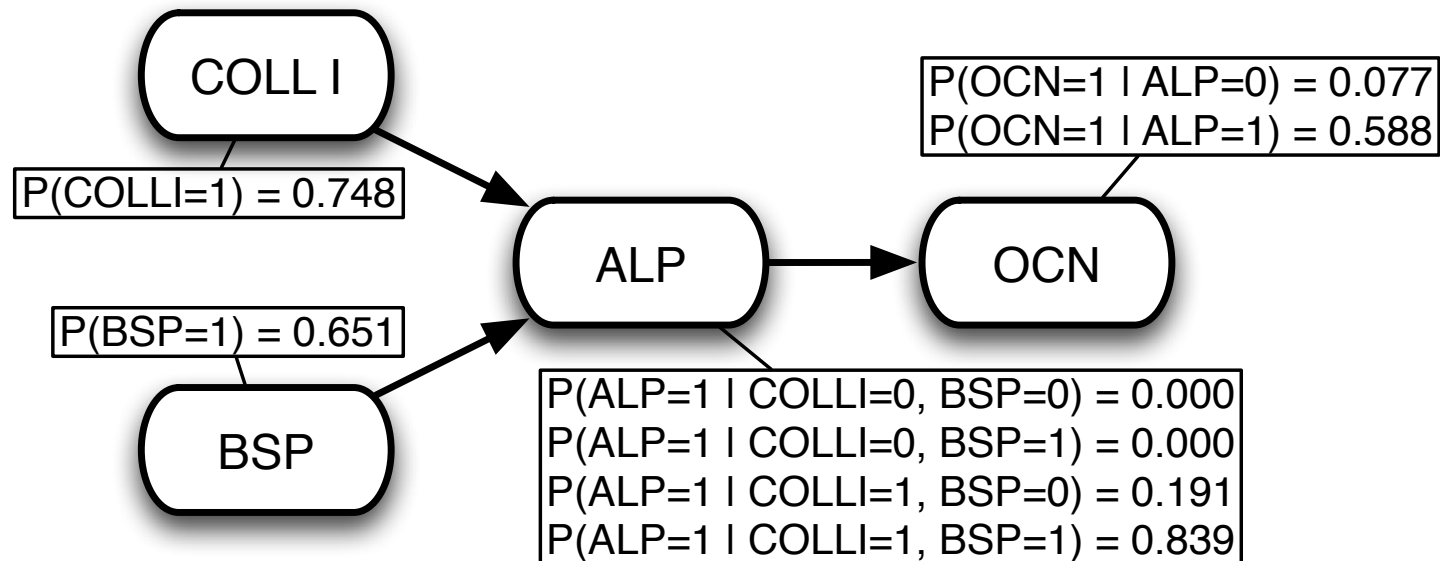 COLL I
P(COLLI=1) = 0.748
P(BSP=1) = 0.651
BSP
ALP
P(ALP=1 | COLLI=0, BSP=0) = 0.000
P(ALP=1 | COLLI=0, BSP=1) = 0.000
P(ALP=1 | COLLI=1, BSP=0) = 0.191
P(ALP=1 | COLLI=1, BSP=1) = 0.839
P(OCN=1 | ALP=0) = 0.077
P(OCN=1 | ALP=1) = 0.588
OCN